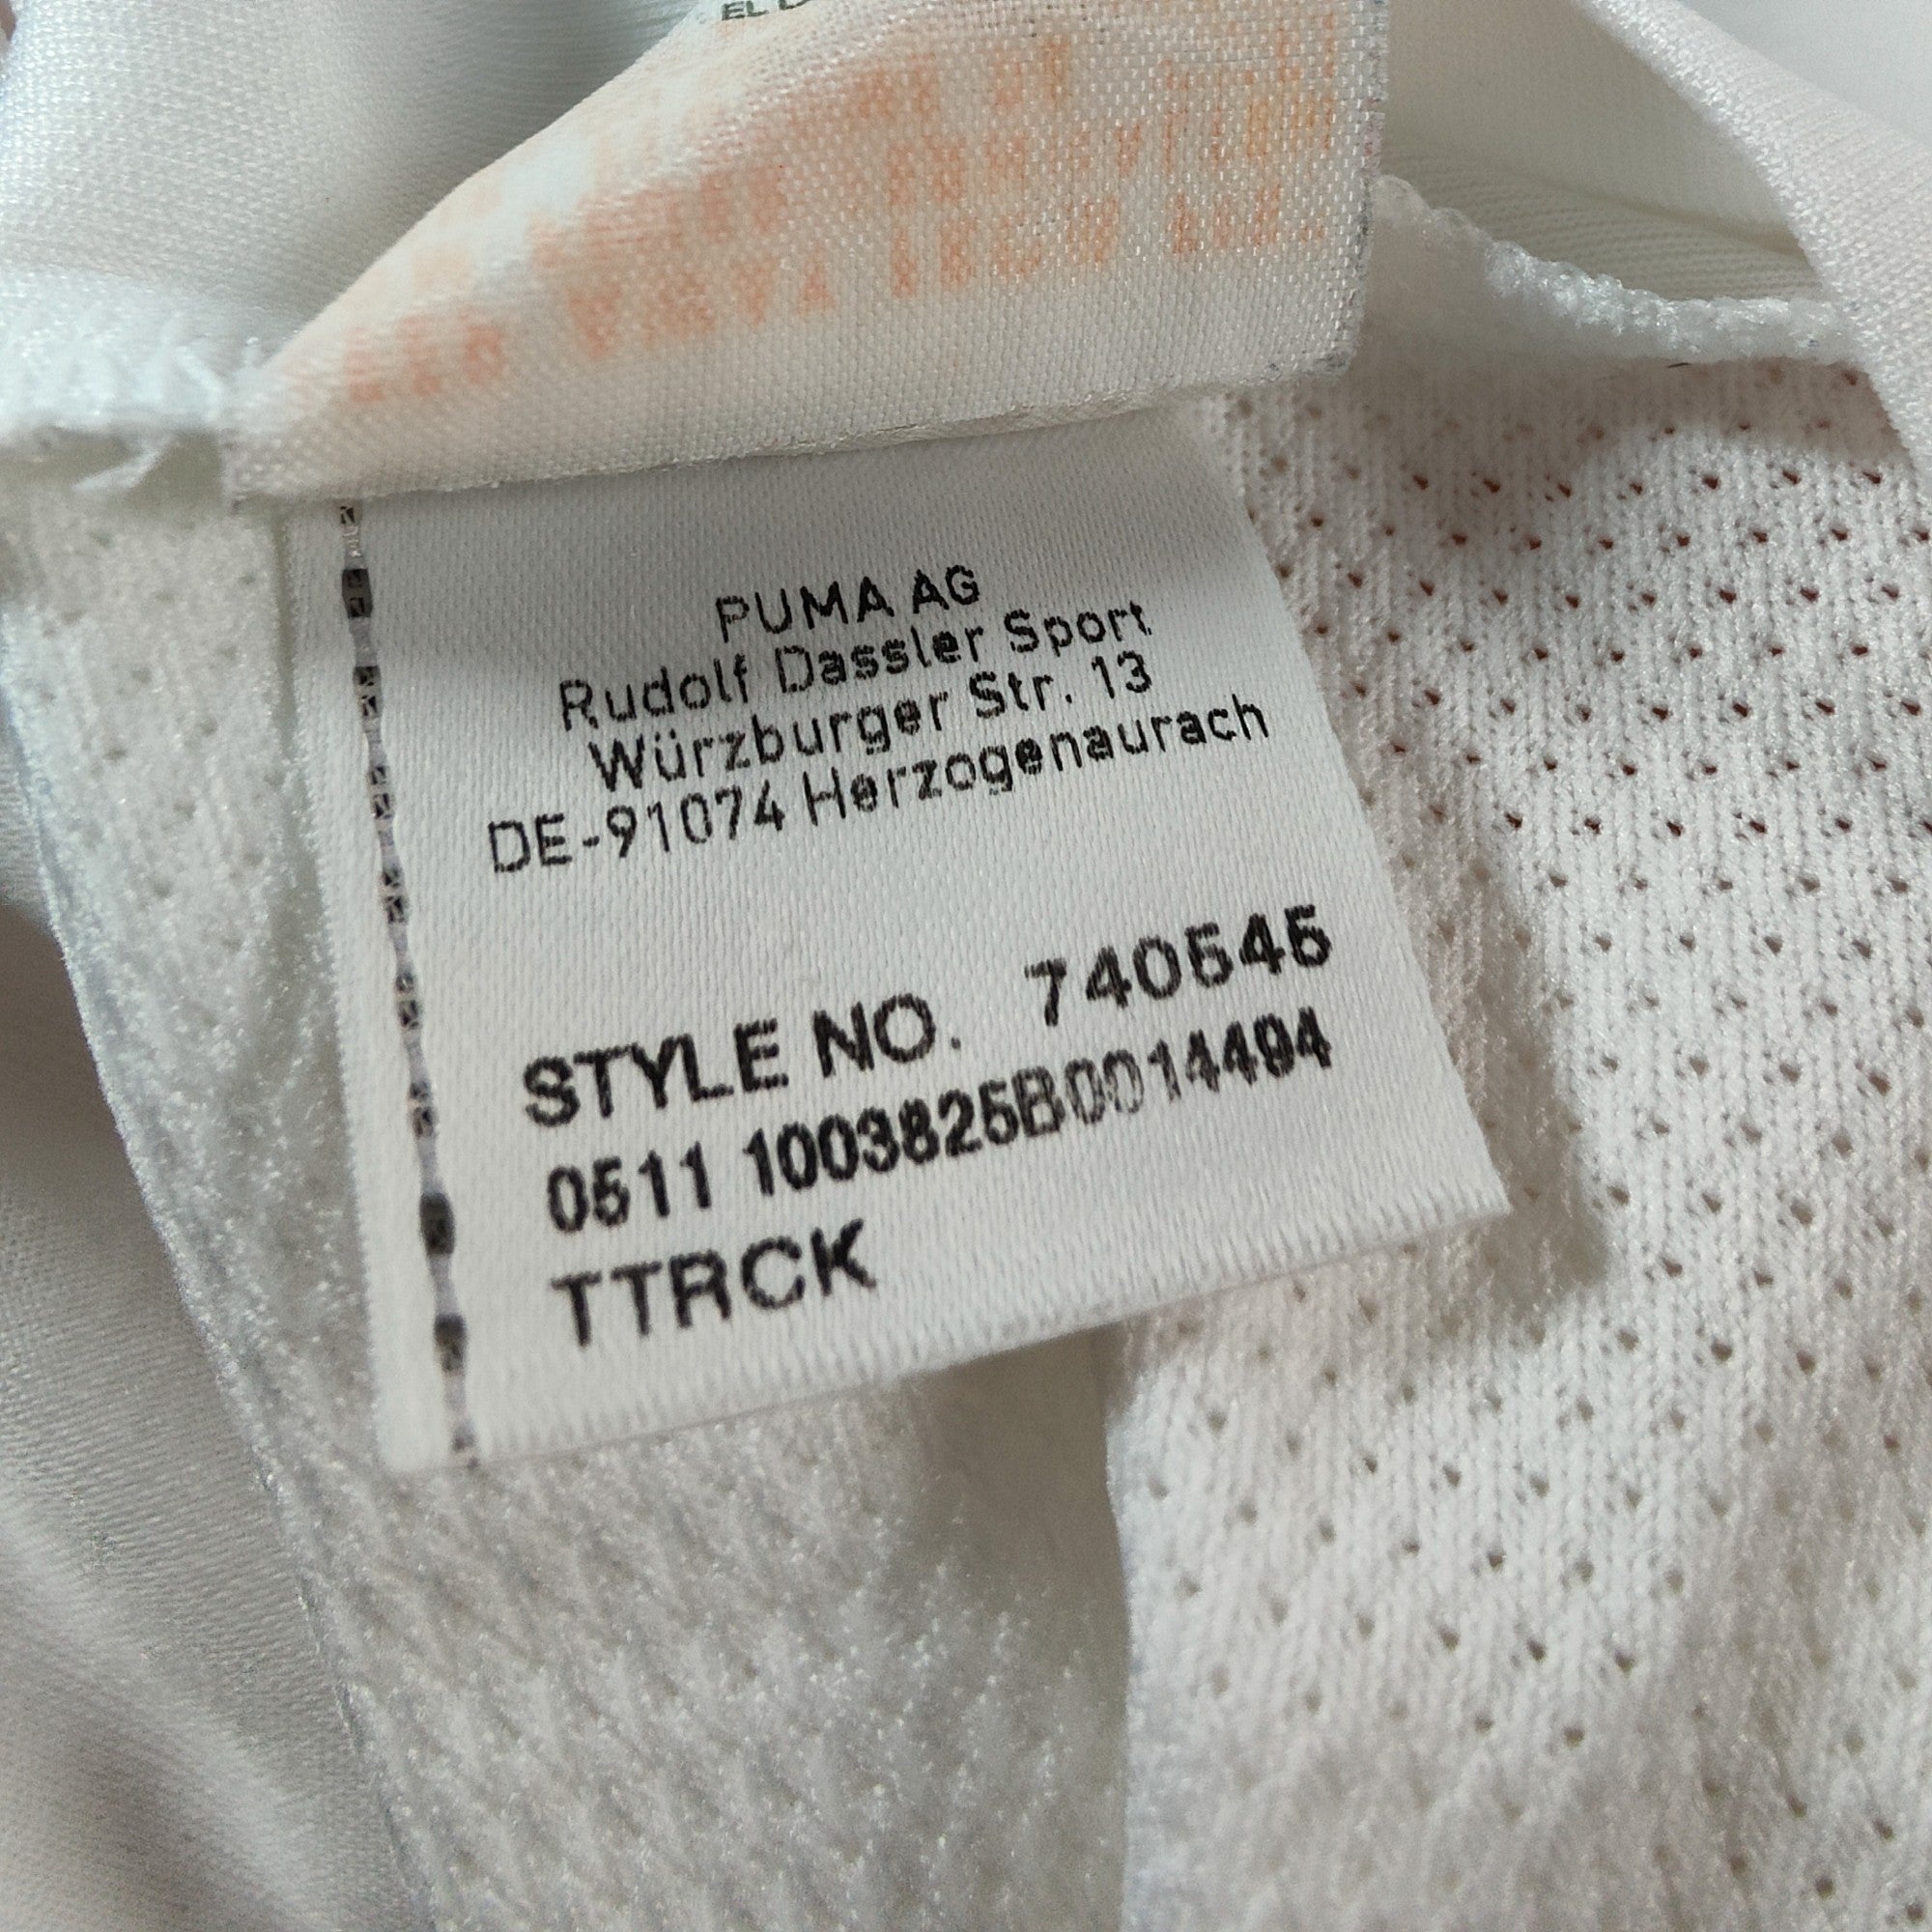 PUMA AG
Rudolf Dassler Sport
Würzburger Str. 13
DE-91074 Herzogenaurach
STYLE NO. 740545
0511 1003825B0014494
TTRCK